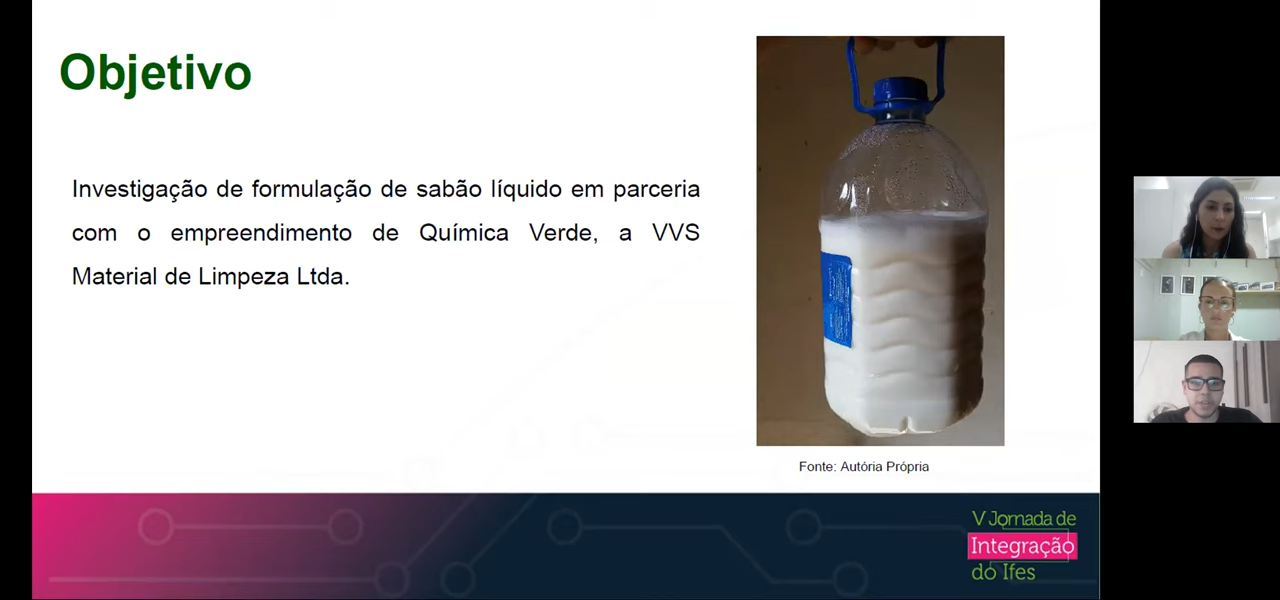 Objetivo
Investigação de formulação de sabão líquido em parceria
com o empreendimento de Química Verde, a VVS
Material de Limpeza Ltda.
Fonte: Autória Própria
V Jornada de
Integração
do Ifes